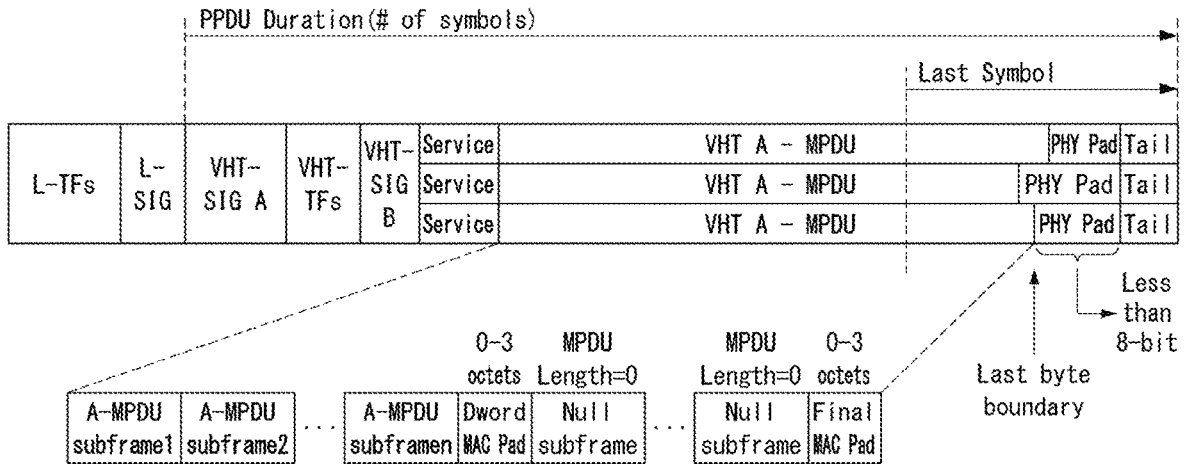 PPDU Duration(# of symbols)
Last Symbol
L-TFs
L-
SIG
VHT-
SIG A
VHT-
TFs
VHT-
SIG
B
Service VHT A - MPDU PHY Pad Tail
Service VHT A - MPDU PHY Pad Tail
Service VHT A - MPDU PHY Pad Tail
Less
than
8-bit
Last byte
boundary
0-3
octets
MPDU
Length=0
MPDU
Length=0
0-3
octets
A-MPDU
subframe1
A-MPDU
subframe2
...
A-MPDU
subframen
Dword
MAC Pad
Null
subframe
...
Null
subframe
Final
MAC Pad